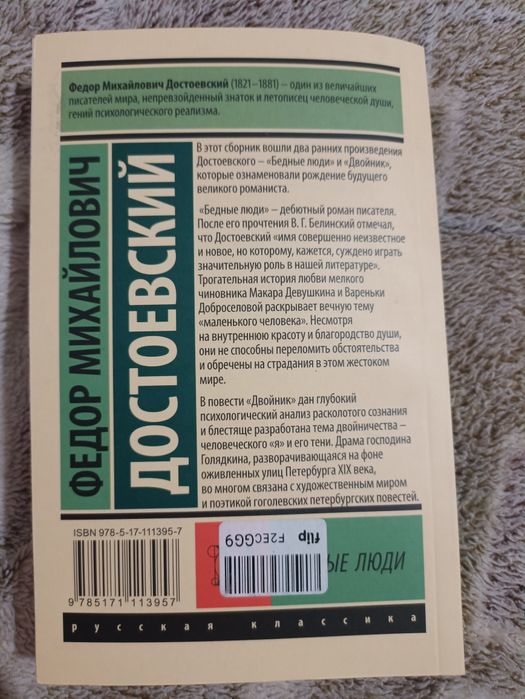 Федор Михайлович Достоевский (1821–1881) – один из величайших
писателей мира, непревзойденный знаток и летописец человеческой души,
гений психологического реализма.
ФЕДОР МИХАЙЛОВИЧ
ДОСТОЕВСКИЙ
В этот сборник вошли два ранних произведения
Достоевского – «Бедные люди» и «Двойник»,
которые ознаменовали рождение будущего
великого романиста.
«Бедные люди» – дебютный роман писателя.
После его прочтения В. Г. Белинский отмечал,
что Достоевский «имя совершенно неизвестное
и новое, но которому, кажется, суждено играть
значительную роль в нашей литературе».
Трогательная история любви мелкого
чиновника Макара Девушкина и Вареньки
Доброселовой раскрывает вечную тему
«маленького человека». Несмотря
на внутреннюю красоту и благородство души,
они не способны переломить обстоятельства
и обречены на страдания в этом жестоком
мире.
В повести «Двойник» дан глубокий
психологический анализ расколотого сознания
и блестяще разработана тема двойничества –
человеческого «я» и его тени. Драма господина
Голядкина, разворачивающаяся на фоне
оживленных улиц Петербурга XIX века,
во многом связана с художественным миром
и поэтикой гоголевских петербургских повестей.
ISBN 978-5-17-111395-7
9 785171 113957
flip F2ECGG9
ЫЕ ЛЮДИ
русская классика